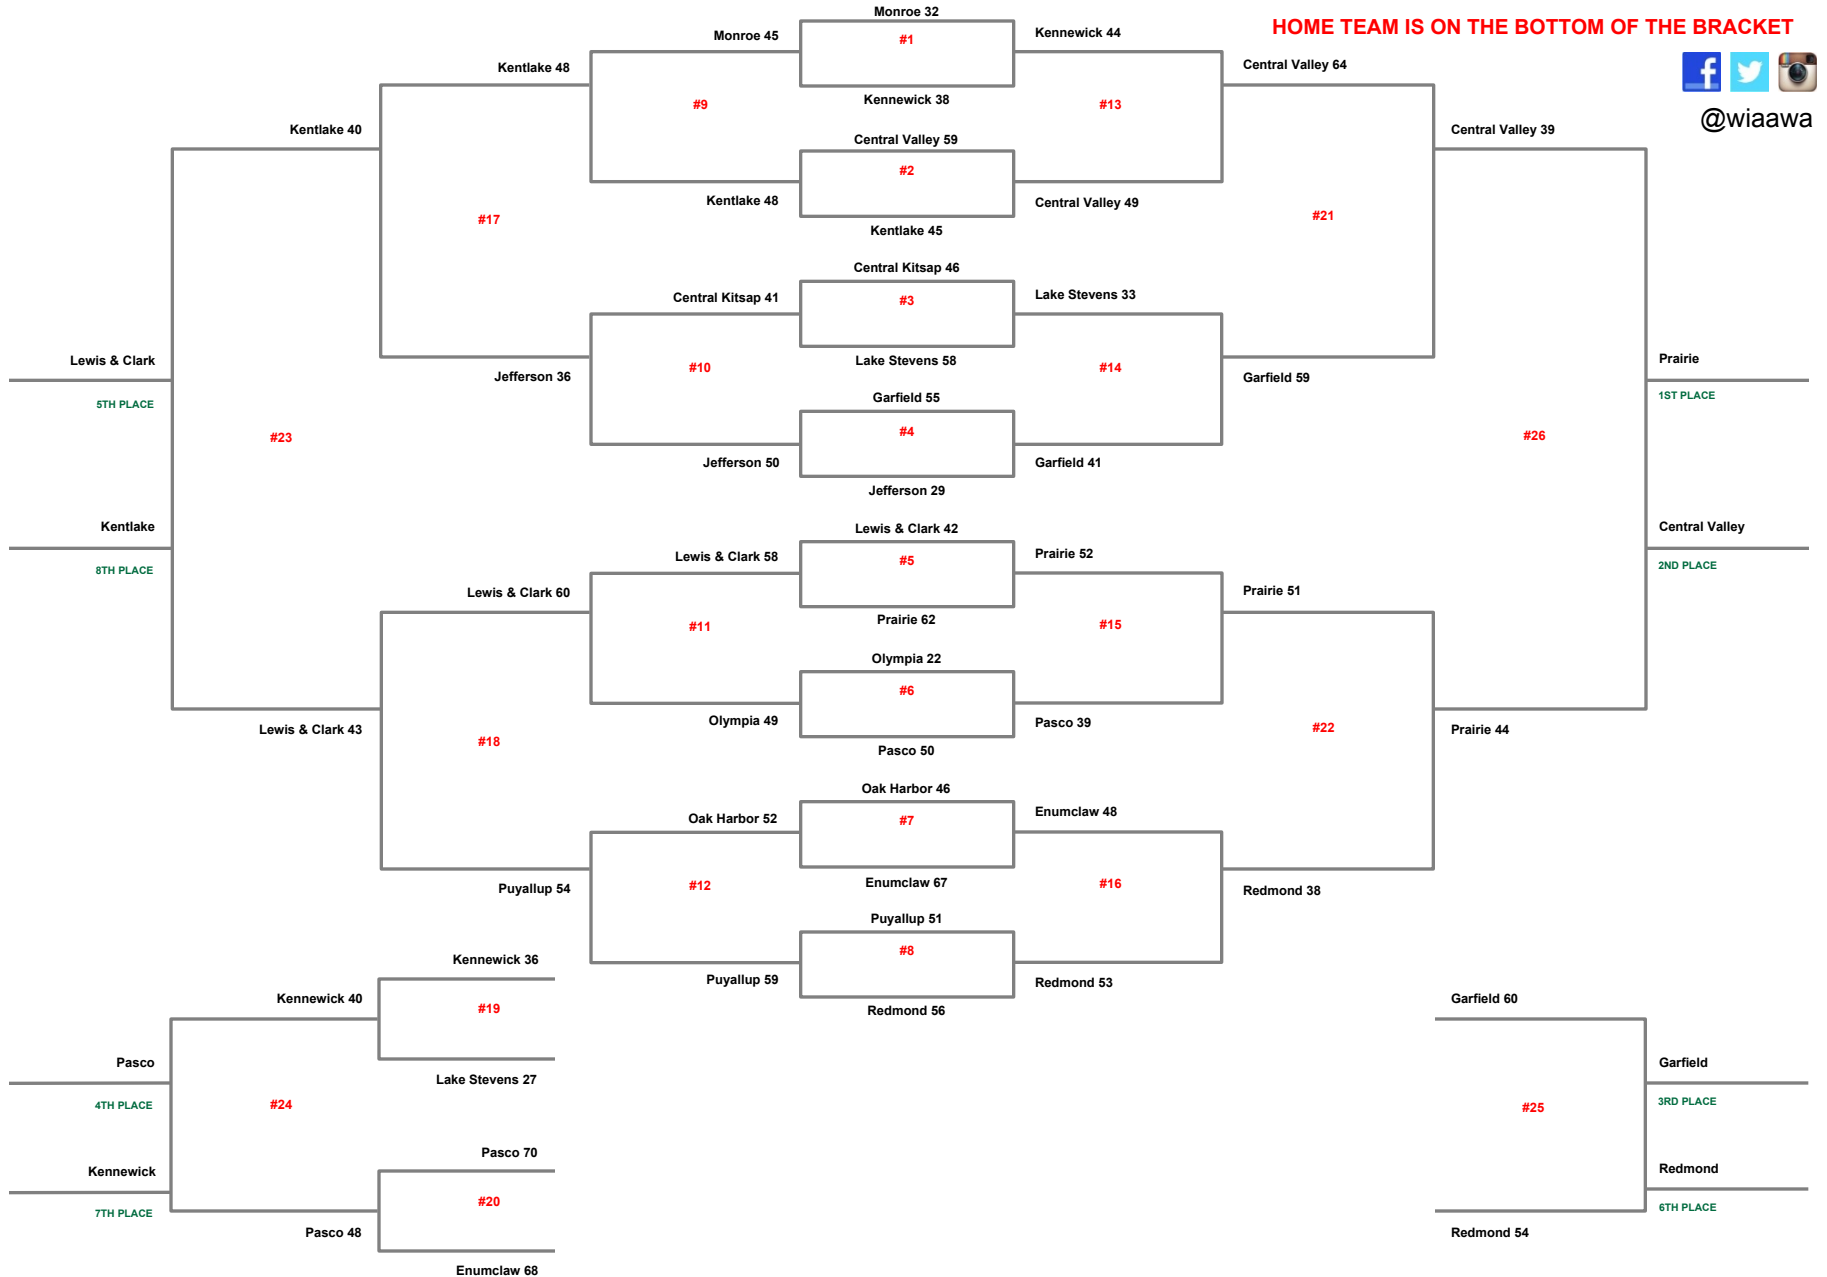 HOME TEAM IS ON THE BOTTOM OF THE BRACKET
@wiaawa
Monroe 32
#1
Kennewick 38
Central Valley 59
#2
Kentlake 45
Central Kitsap 46
#3
Lake Stevens 58
Garfield 55
#4
Jefferson 29
Lewis & Clark 42
#5
Prairie 62
Olympia 22
#6
Pasco 50
Oak Harbor 46
#7
Enumclaw 67
Puyallup 51
#8
Redmond 56
Monroe 45
#9
Kentlake 48
Central Kitsap 41
#10
Jefferson 50
Lewis & Clark 58
#11
Olympia 49
Oak Harbor 52
#12
Puyallup 59
Kennewick 44
#13
Central Valley 49
Lake Stevens 33
#14
Garfield 41
Prairie 52
#15
Pasco 39
Enumclaw 48
#16
Redmond 53
Kentlake 48
#17
Jefferson 36
Lewis & Clark 60
#18
Puyallup 54
Kennewick 36
#19
Lake Stevens 27
Pasco 70
#20
Enumclaw 68
Central Valley 64
#21
Garfield 59
Prairie 51
#22
Redmond 38
Kentlake 40
#23
Lewis & Clark 43
Lewis & Clark
5TH PLACE
Kentlake
8TH PLACE
Kennewick 40
#24
Pasco 48
Pasco
4TH PLACE
Kennewick
7TH PLACE
Garfield 60
#25
Redmond 54
Garfield
3RD PLACE
Redmond
6TH PLACE
Central Valley 39
#26
Prairie 44
Prairie
1ST PLACE
Central Valley
2ND PLACE